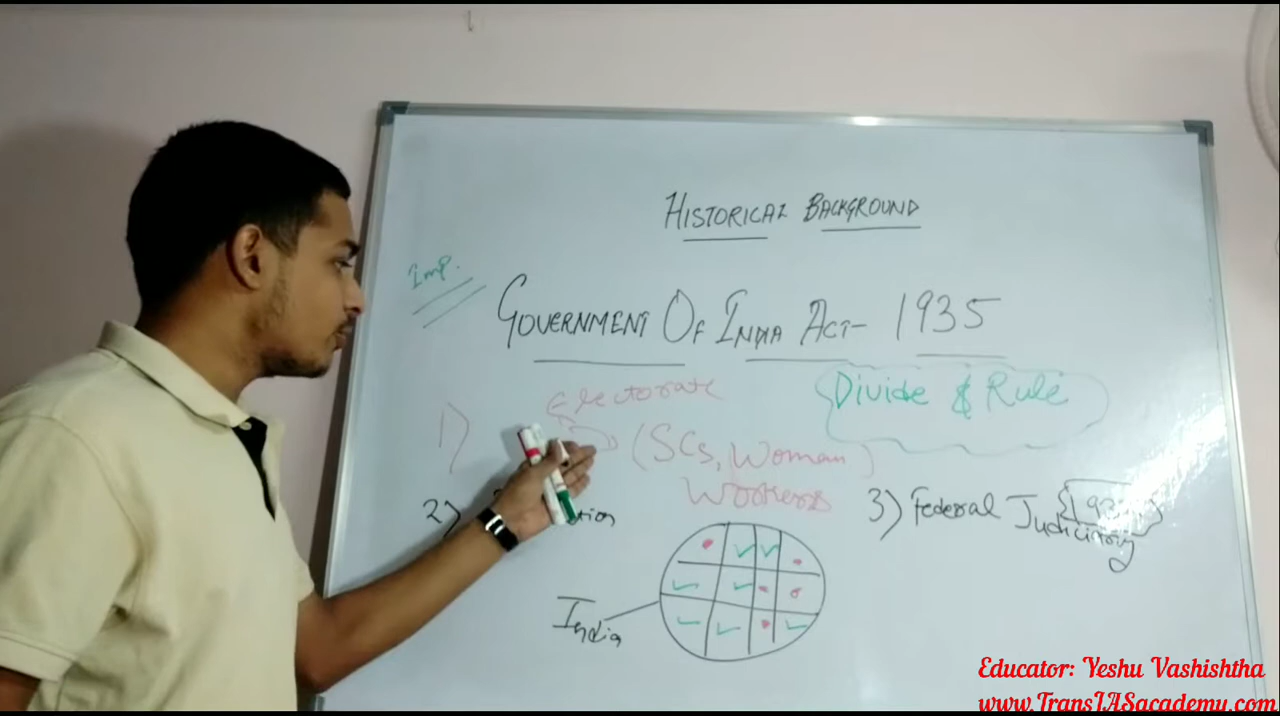 HISTORICAL BACKGROUND
Imp.
GOVERNMENT OF INDIA ACT- 1935
Electorate
Divide & Rule
1)
(SCs, Woman)
Workers
2)
3) Federal Judiciary
India
Educator: Yeshu Vashishtha
www.TransIASacademy.com